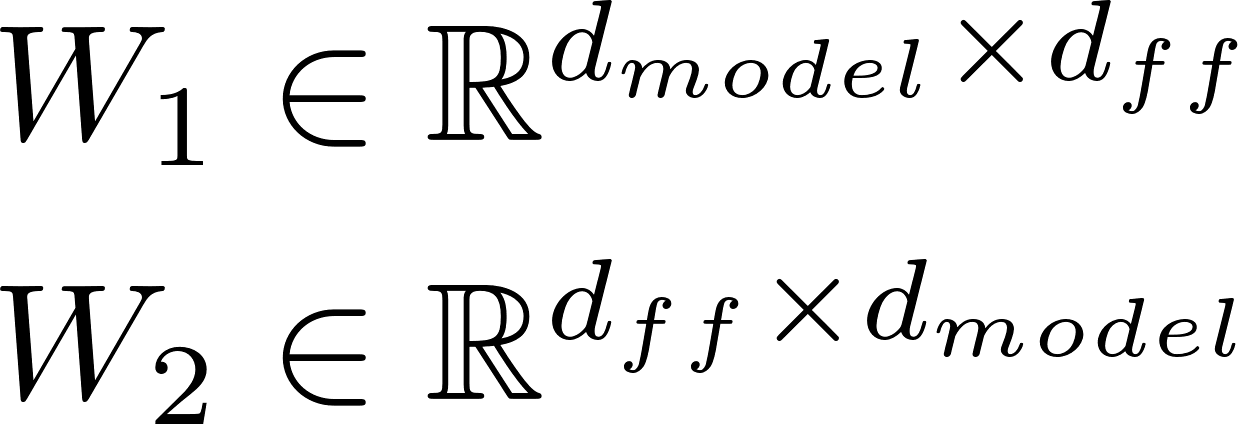 W_1 ∈ ℝ^{d_{model} × d_{ff}}
W_2 ∈ ℝ^{d_{ff} × d_{model}}